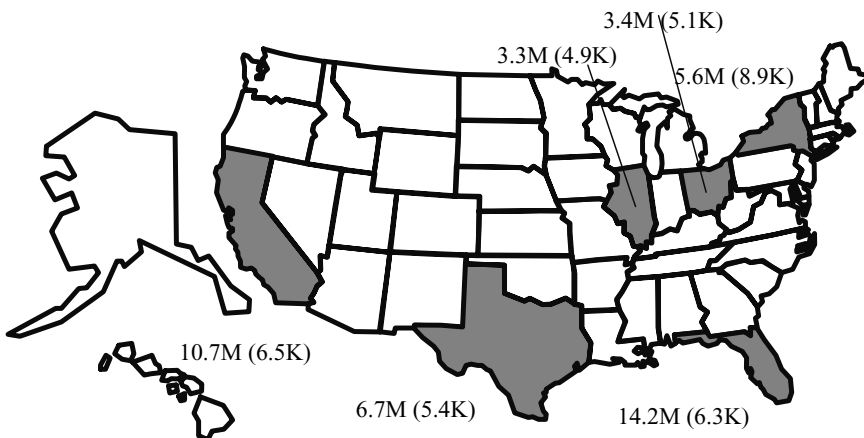 3.4M (5.1K)
3.3M (4.9K)
5.6M (8.9K)
10.7M (6.5K)
6.7M (5.4K)
14.2M (6.3K)